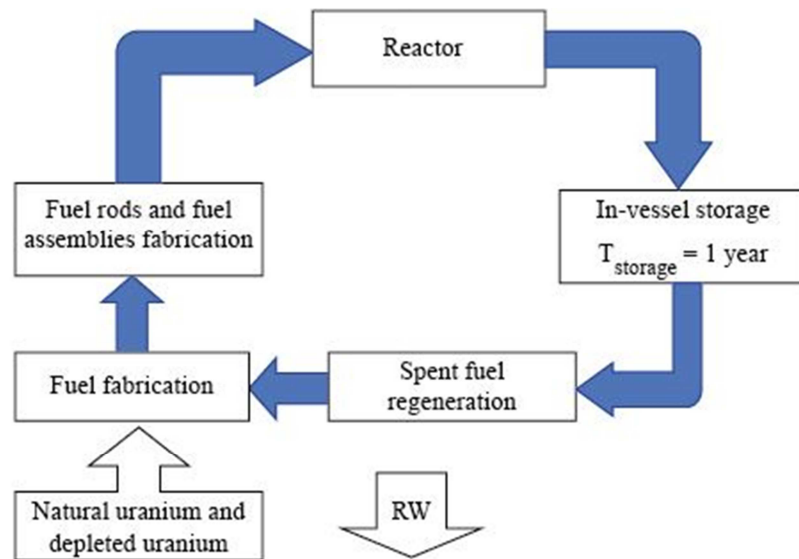 Reactor
Fuel rods and fuel
assemblies fabrication
In-vessel storage
T_storage = 1 year
Fuel fabrication
Spent fuel
regeneration
Natural uranium and
depleted uranium
RW